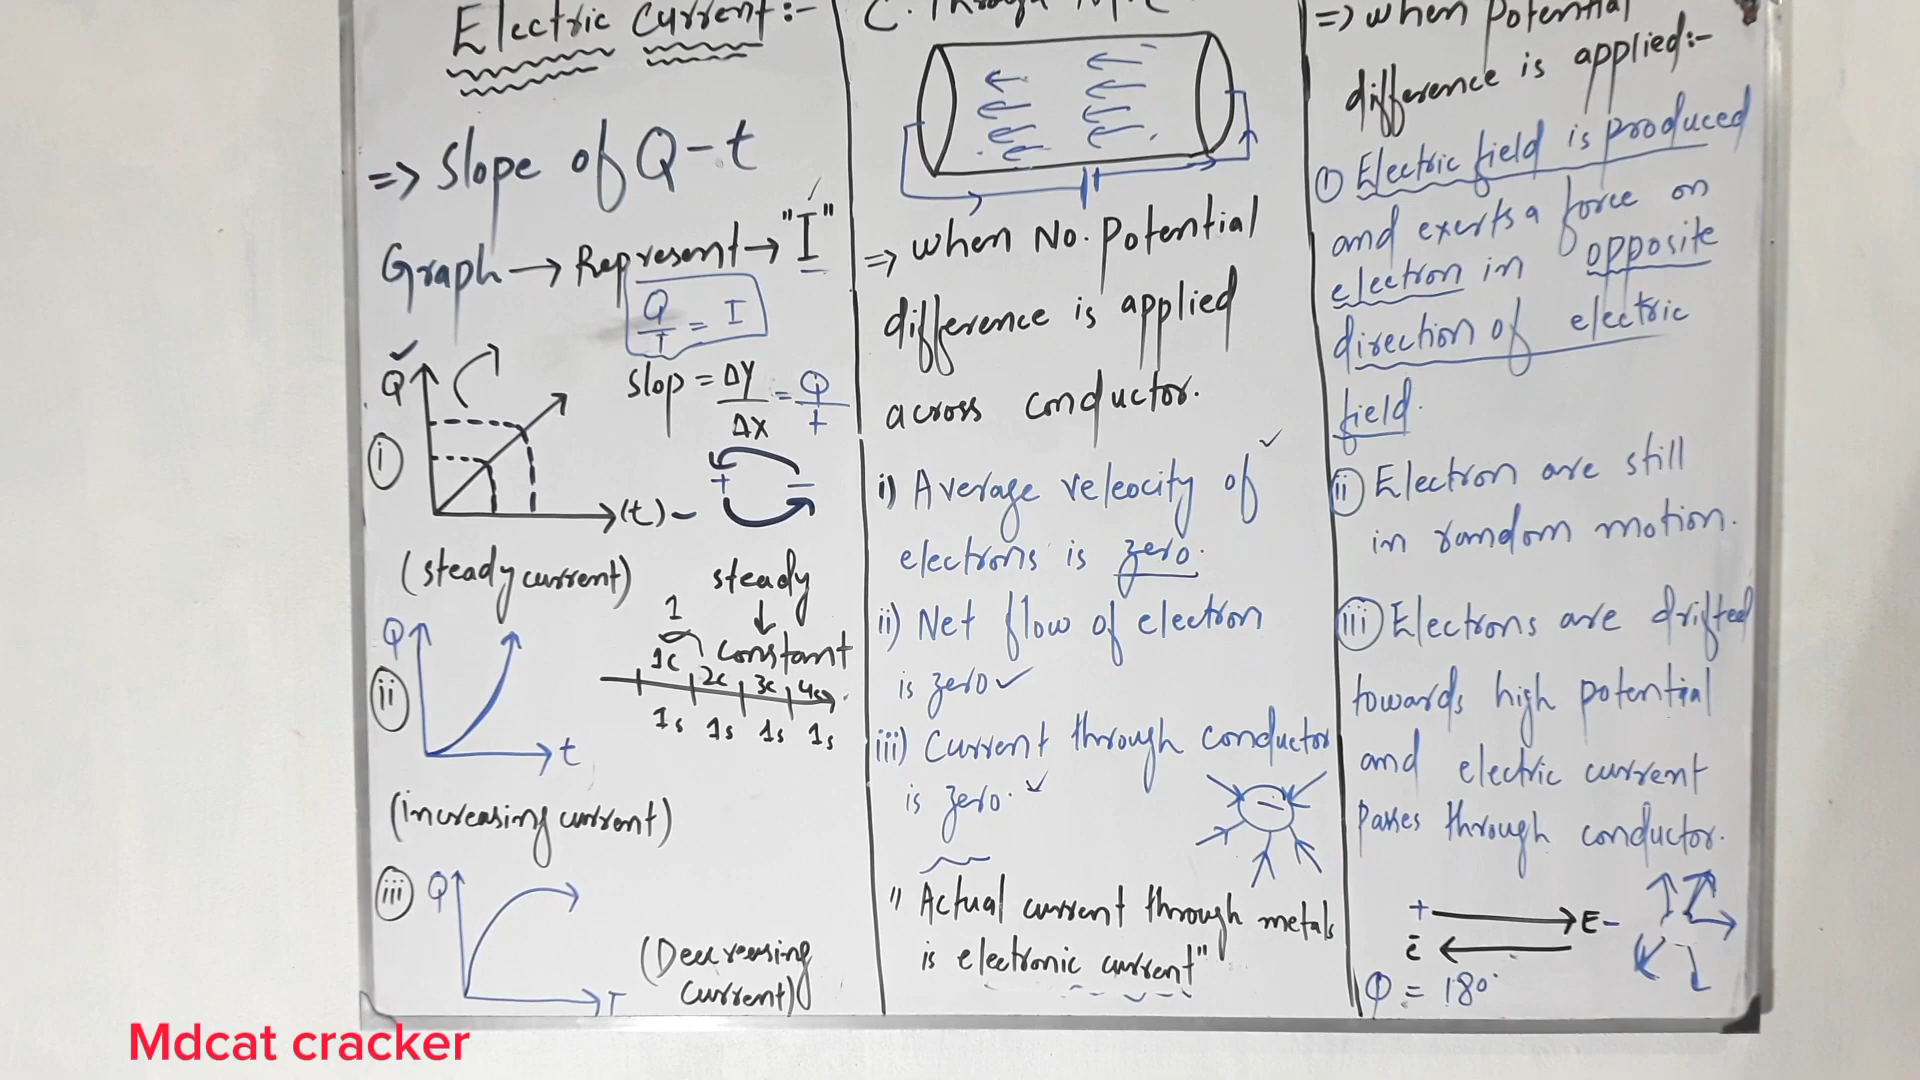 Electric Current:-
=> Slope of Q-t
Graph → Represent → "I"
Q/T = I
Q
slop = ΔY/ΔX = Q/t
i
(t)
+ -
(steady current)
steady
↓
constant
1
1c 2c 3c 4c
1s 1s 1s 1s
Q
ii
t
(increasing current)
iii Q
T
(Decreasing
current)
=> when No. Potential
difference is applied
across conductor.
i) Average veleocity of
electrons is zero.
ii) Net flow of electron
is zero ✓
iii) Current through conductor
is zero. ✓
" Actual current through metals
is electronic current"
=> when Potential
difference is applied:-
① Electric field is produced
and exerts a force on
electron in opposite
direction of electric
field.
ii Electron are still
in random motion.
iii Electrons are drifted
towards high potential
and electric current
Passes through conductor.
+ → E -
ē ←
Φ = 180°
Mdcat cracker